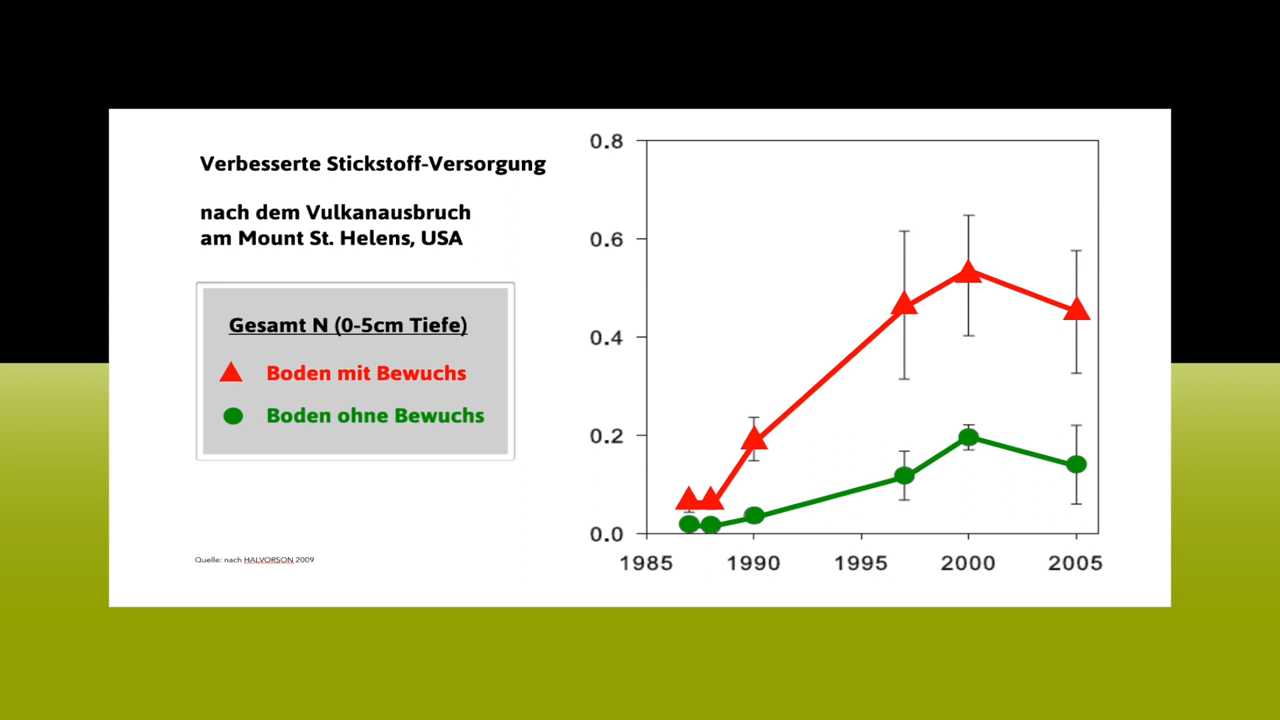 Verbesserte Stickstoff-Versorgung
nach dem Vulkanausbruch
am Mount St. Helens, USA
Gesamt N (0-5cm Tiefe)
Boden mit Bewuchs
Boden ohne Bewuchs
Quelle: nach HALVORSON 2009
0.8
0.6
0.4
0.2
0.0
1985 1990 1995 2000 2005